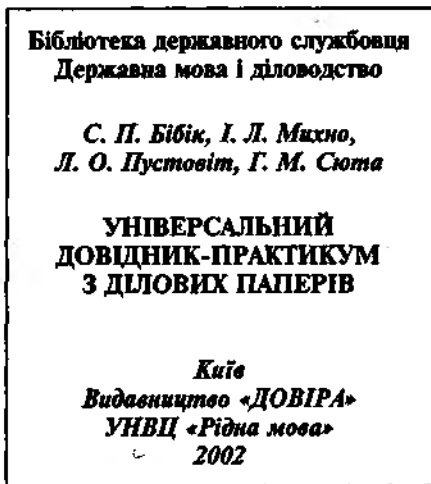 Бібліотека державного службовця
Державна мова і діловодство
С. П. Бібік, І. Л. Михно,
Л. О. Пустовіт, Г. М. Сюта
УНІВЕРСАЛЬНИЙ
ДОВІДНИК-ПРАКТИКУМ
З ДІЛОВИХ ПАПЕРІВ
Київ
Видавництво «ДОВІРА»
УНВЦ «Рідна мова»
2002